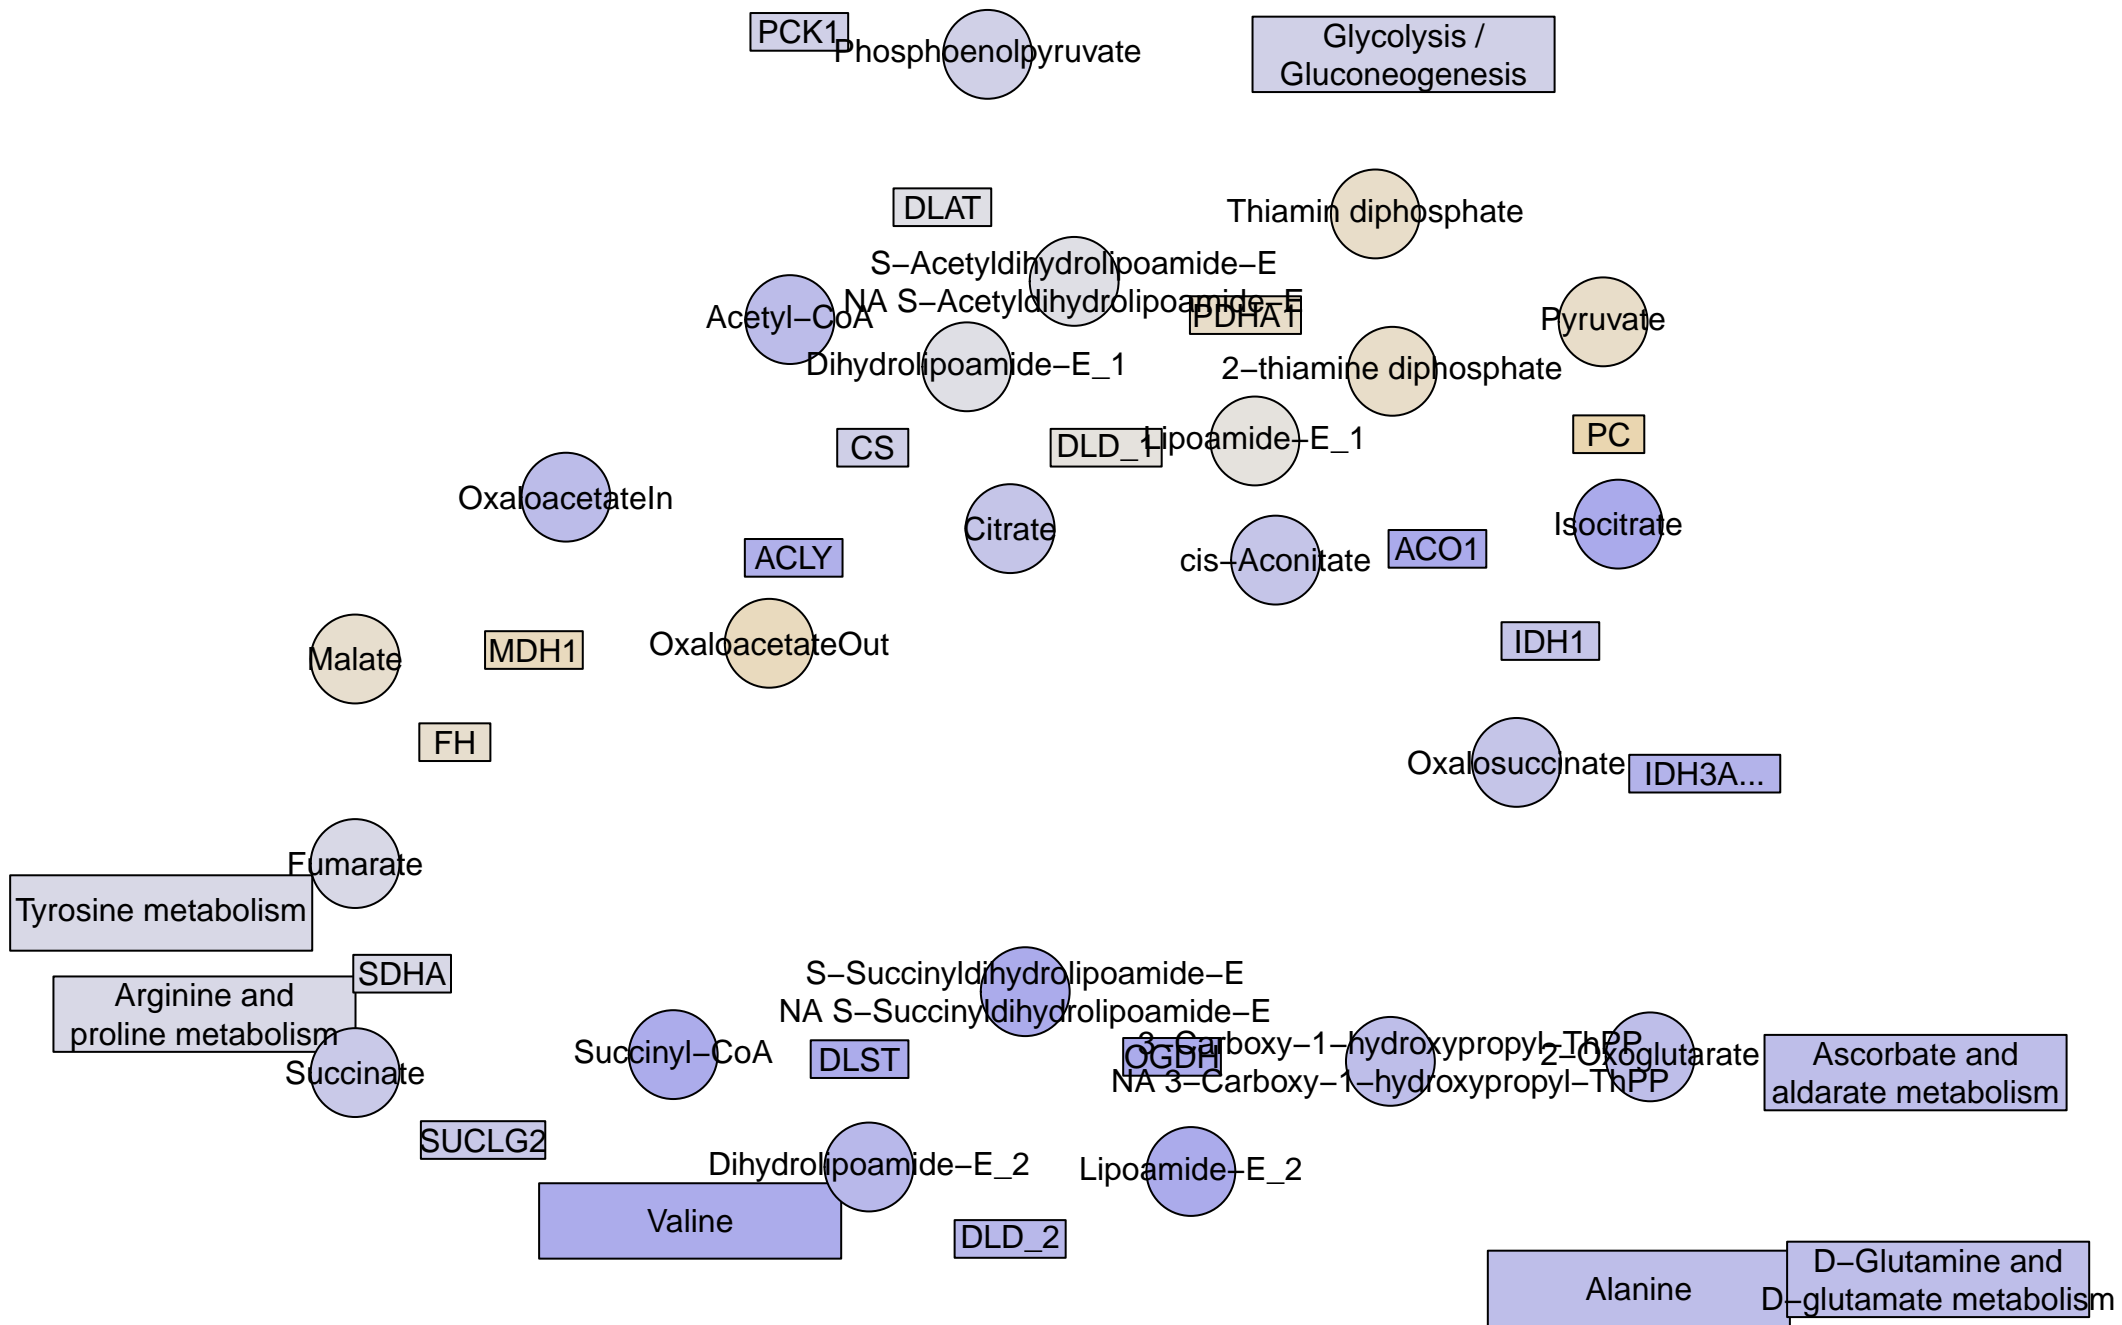 PCK1
Phosphoenolpyruvate
Glycolysis /
Gluconeogenesis
DLAT
Thiamin diphosphate
S−Acetyldihydrolipoamide−E
NA S−Acetyldihydrolipoamide−E
Acetyl−CoA
PDHA1
Pyruvate
Dihydrolipoamide−E_1
2−thiamine diphosphate
CS
DLD_1
Lipoamide−E_1
PC
OxaloacetateIn
Citrate
Isocitrate
ACLY
cis−Aconitate
ACO1
Malate
MDH1
OxaloacetateOut
IDH1
FH
Oxalosuccinate
IDH3A...
Fumarate
Tyrosine metabolism
SDHA
Arginine and
proline metabolism
S−Succinyldihydrolipoamide−E
NA S−Succinyldihydrolipoamide−E
Succinate
Succinyl−CoA
DLST
OGDH
3−Carboxy−1−hydroxypropyl−ThPP
NA 3−Carboxy−1−hydroxypropyl−ThPP
2−Oxoglutarate
Ascorbate and
aldarate metabolism
SUCLG2
Dihydrolipoamide−E_2
Lipoamide−E_2
Valine
DLD_2
Alanine
D−Glutamine and
D−glutamate metabolism